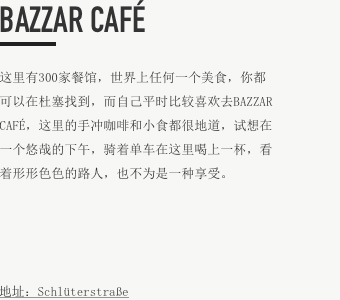 BAZZAR CAFÉ
这里有300家餐馆，世界上任何一个美食，你都
可以在杜塞找到，而自己平时比较喜欢去BAZZAR
CAFÉ，这里的手冲咖啡和小食都很地道，试想在
一个悠哉的下午，骑着单车在这里喝上一杯，看
着形形色色的路人，也不为是一种享受。
地址：Schlüterstraße